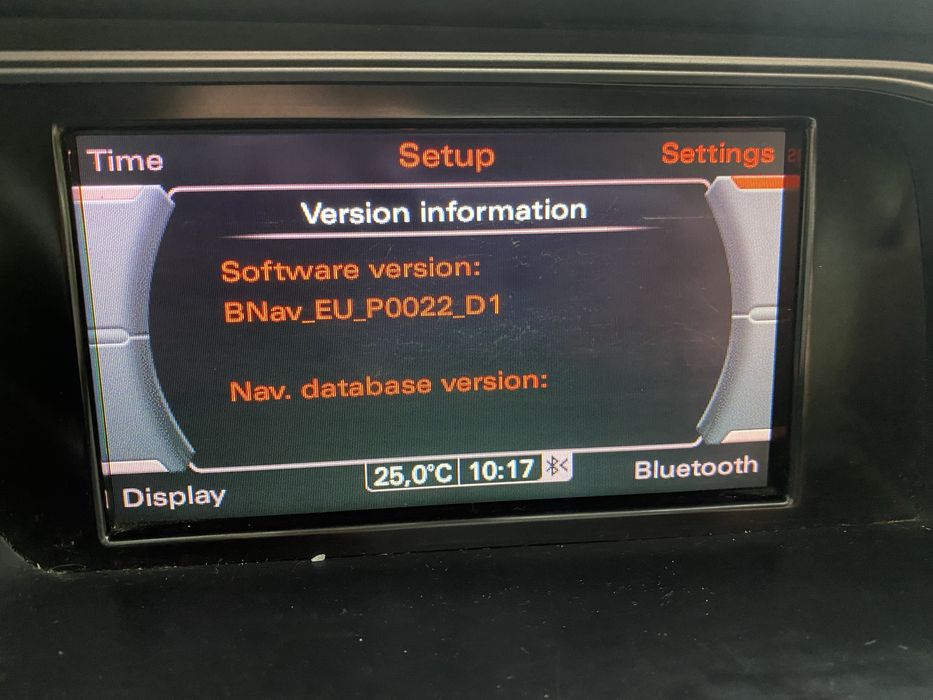 Time Setup Settings
Version information
Software version:
BNav_EU_P0022_D1
Nav. database version:
25,0°C 10:17
Display Bluetooth